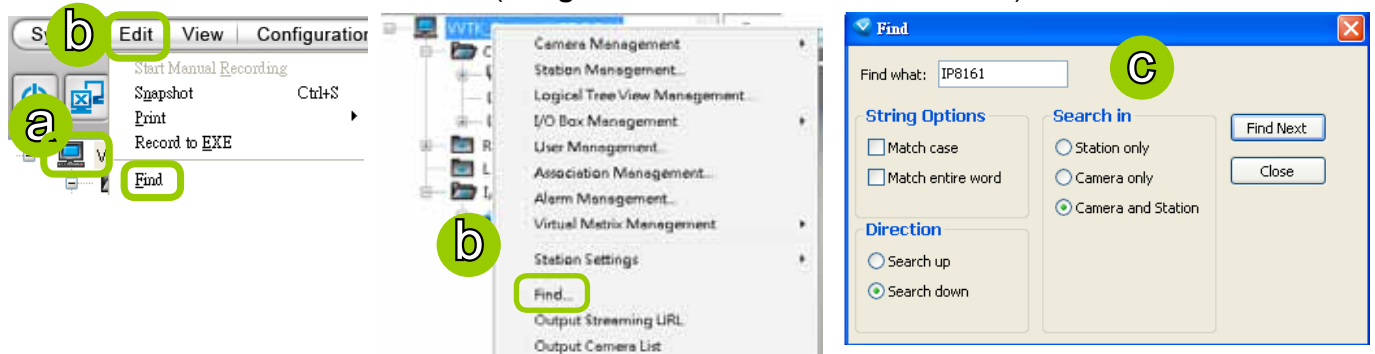 b
Edit View Configuration
Start Manual Recording
Snapshot Ctrl+S
Print
Record to EXE
Find
a
Camera Management
Station Management...
Logical Tree View Management...
I/O Box Management
User Management...
Association Management...
Alarm Management...
Virtual Matrix Management
Station Settings
Find...
Output Streaming URL
Output Camera List
b
Find
Find what: IP8161
c
String Options
Match case
Match entire word
Direction
Search up
Search down
Search in
Station only
Camera only
Camera and Station
Find Next
Close